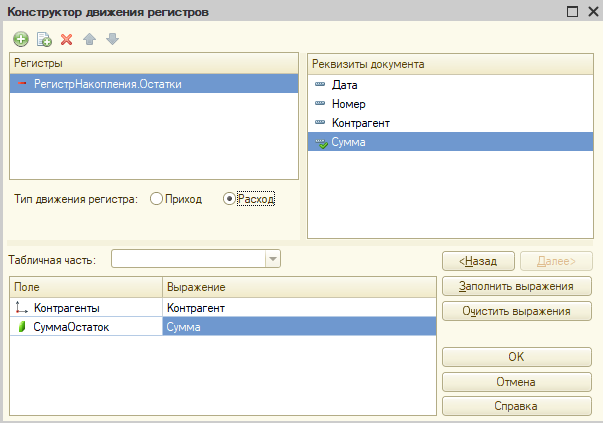 Конструктор движения регистров
Регистры
РегистрНакопления.Остатки
Реквизиты документа
Дата
Номер
Контрагент
Сумма
Тип движения регистра: Приход Расход
Табличная часть:
<Назад Далее>
Поле Выражение
Контрагенты Контрагент
СуммаОстаток Сумма
Заполнить выражения
Очистить выражения
OK
Отмена
Справка